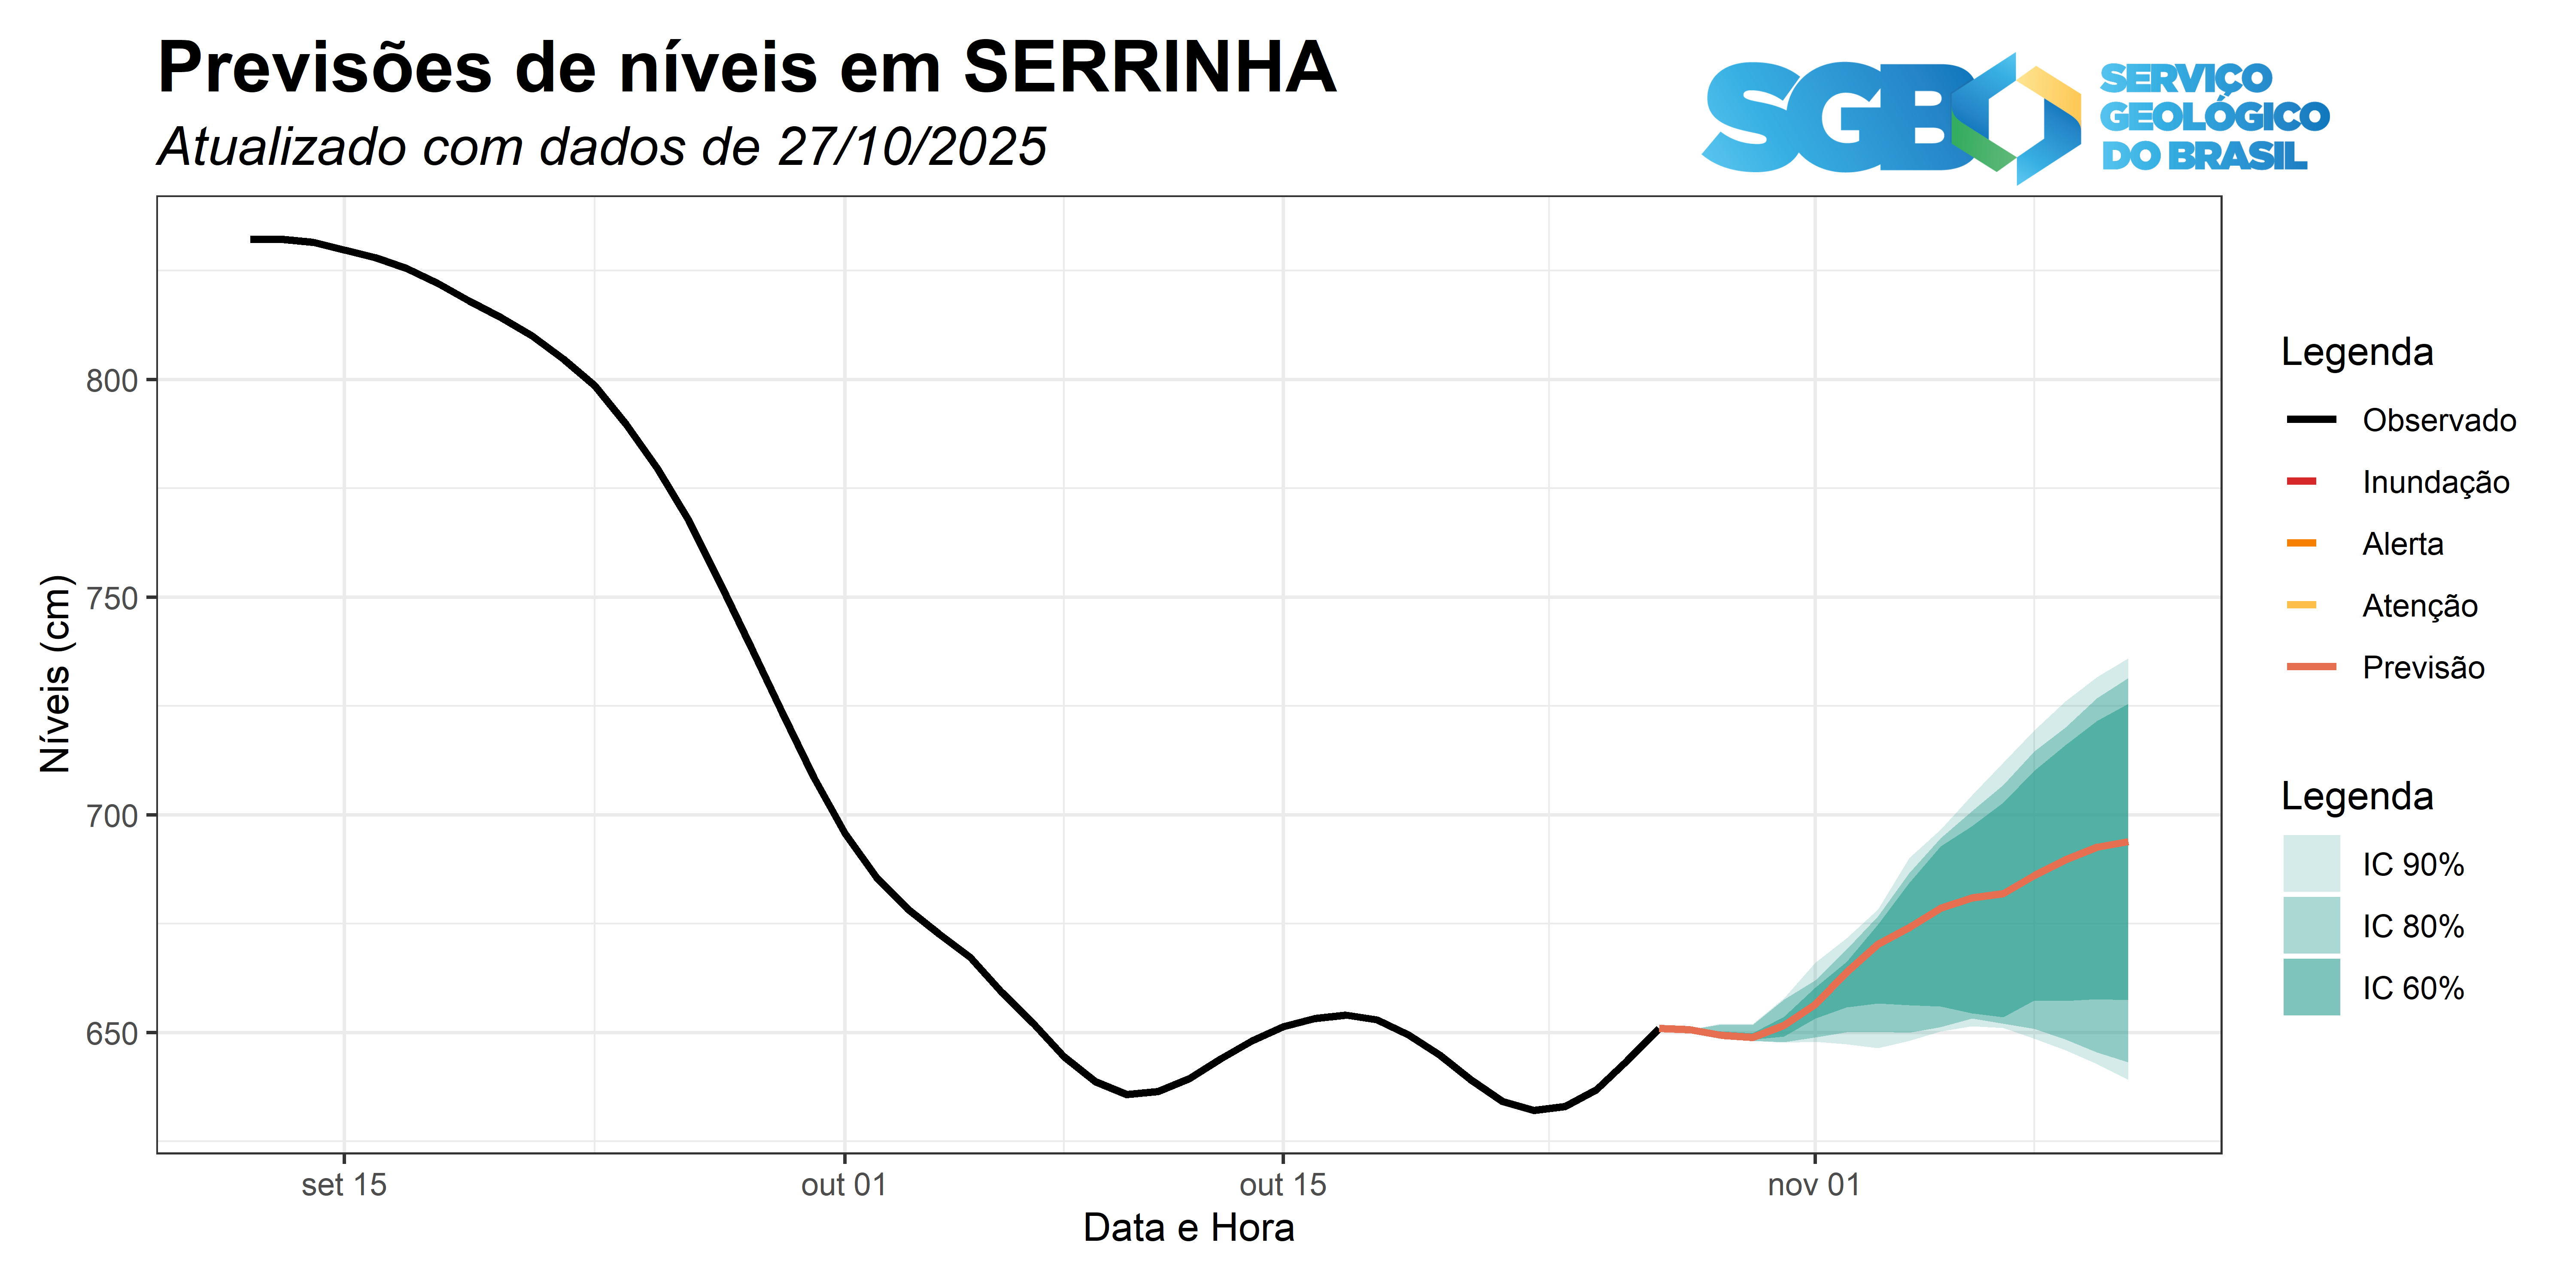 Previsões de níveis em SERRINHA
Atualizado com dados de 27/10/2025
SGB
SERVIÇO
GEOLÓGICO
DO BRASIL
Níveis (cm)
800
750
700
650
set 15
out 01
out 15
nov 01
Data e Hora
Legenda
Observado
Inundação
Alerta
Atenção
Previsão
Legenda
IC 90%
IC 80%
IC 60%